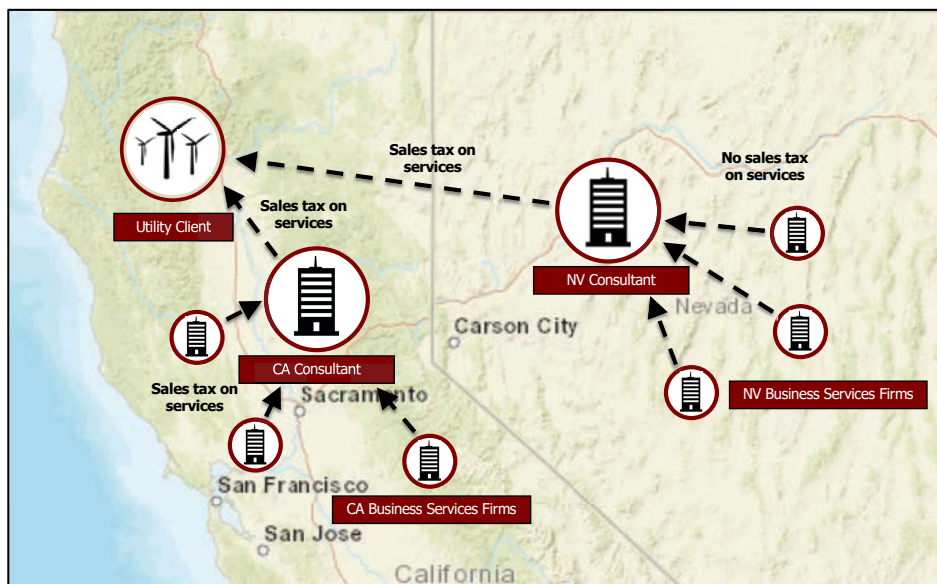 Sales tax on
services
No sales tax
on services
Sales tax on
services
Utility Client
NV Consultant
Nevada
Carson City
CA Consultant
Sales tax on
services
Sacramento
NV Business Services Firms
San Francisco
CA Business Services Firms
San Jose
California